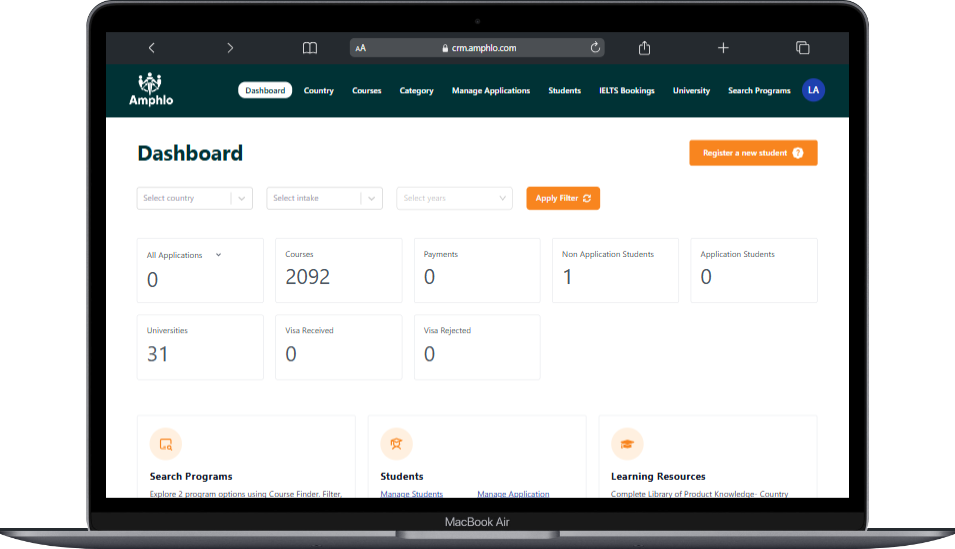 AA crm.amphlo.com
Amphlo
Dashboard Country Courses Category Manage Applications Students IELTS Bookings University Search Programs LA
Dashboard
Register a new student ?
Select country Select intake Select years Apply Filter
All Applications Courses Payments Non Application Students Application Students
0 2092 0 1 0
Universities Visa Received Visa Rejected
31 0 0
Search Programs Students Learning Resources
Explore 2 program options using Course Finder. Filter, Manage Students Manage Application Complete Library of Product Knowledge- Country
MacBook Air